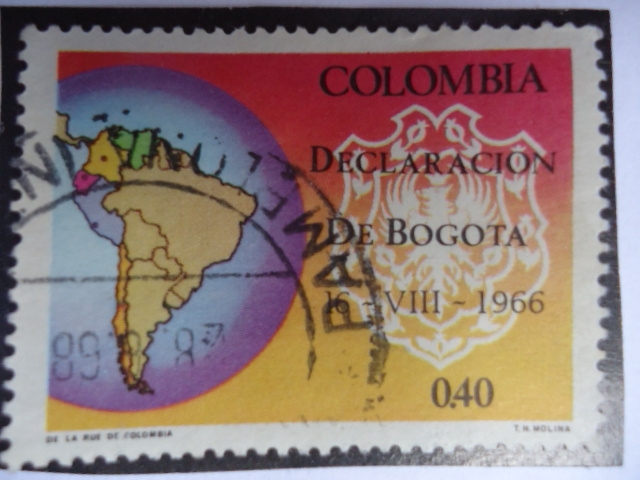 COLOMBIA
DECLARACION
DE BOGOTA
16 - VIII - 1966
0.40
DE LA RUE DE COLOMBIA
T.N. MOLINA